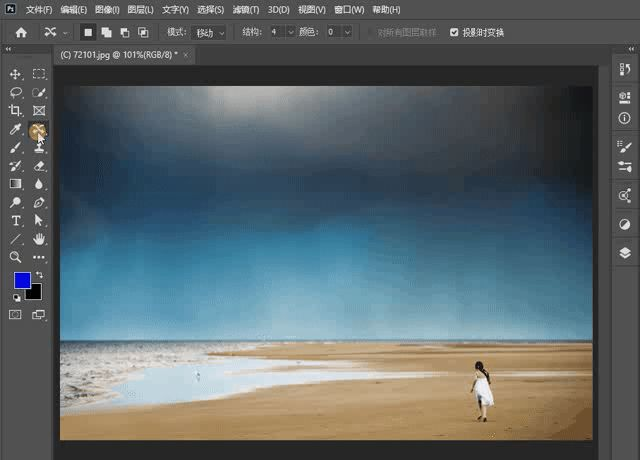 Ps 文件(F) 编辑(E) 图像(I) 图层(L) 文字(Y) 选择(S) 滤镜(T) 3D(D) 视图(V) 窗口(W) 帮助(H)
模式: 移动 结构: 4 颜色: 0 对所有图层取样 投影时变换
(C) 72101.jpg @ 101%(RGB/8) * ×
T